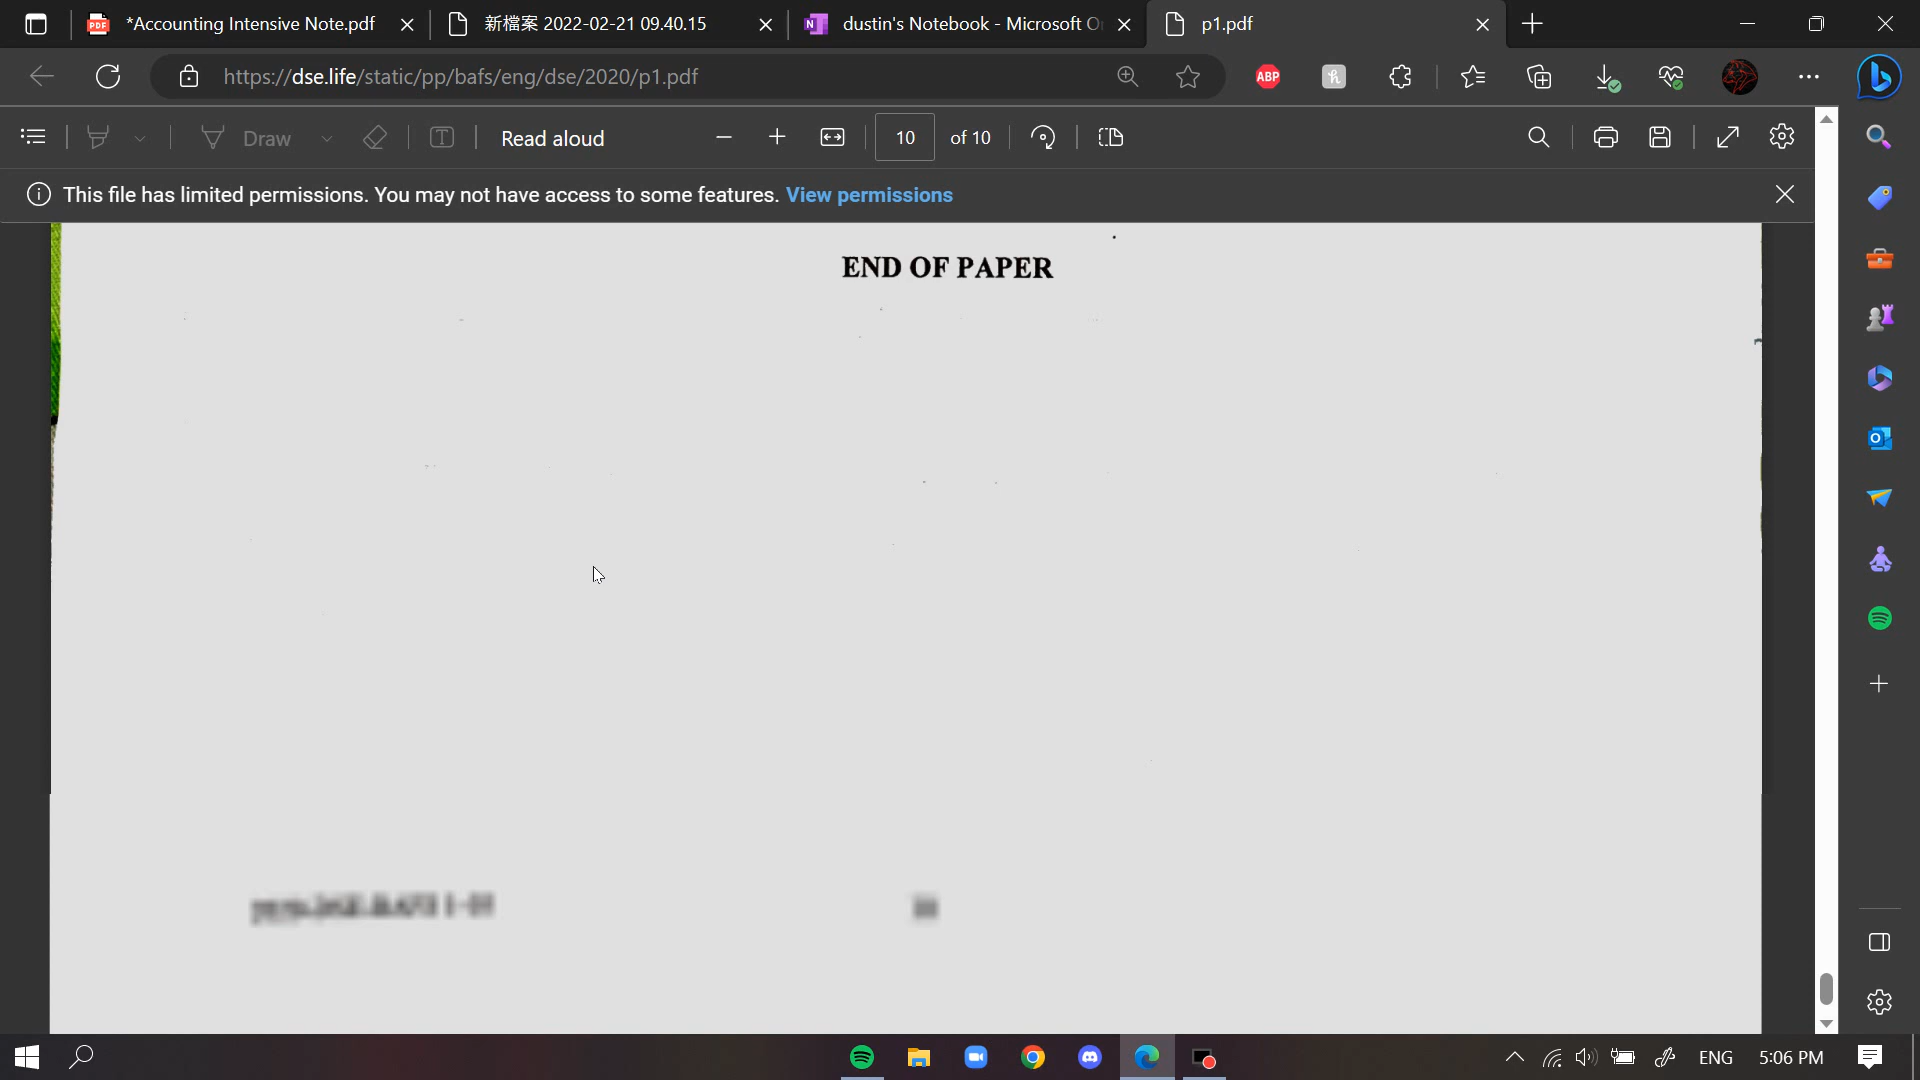 *Accounting Intensive Note.pdf
新檔案 2022-02-21 09.40.15
dustin's Notebook - Microsoft O
p1.pdf
https://dse.life/static/pp/bafs/eng/dse/2020/p1.pdf
ABP
Draw
Read aloud
10
of 10
This file has limited permissions. You may not have access to some features. View permissions
END OF PAPER
ENG
5:06 PM